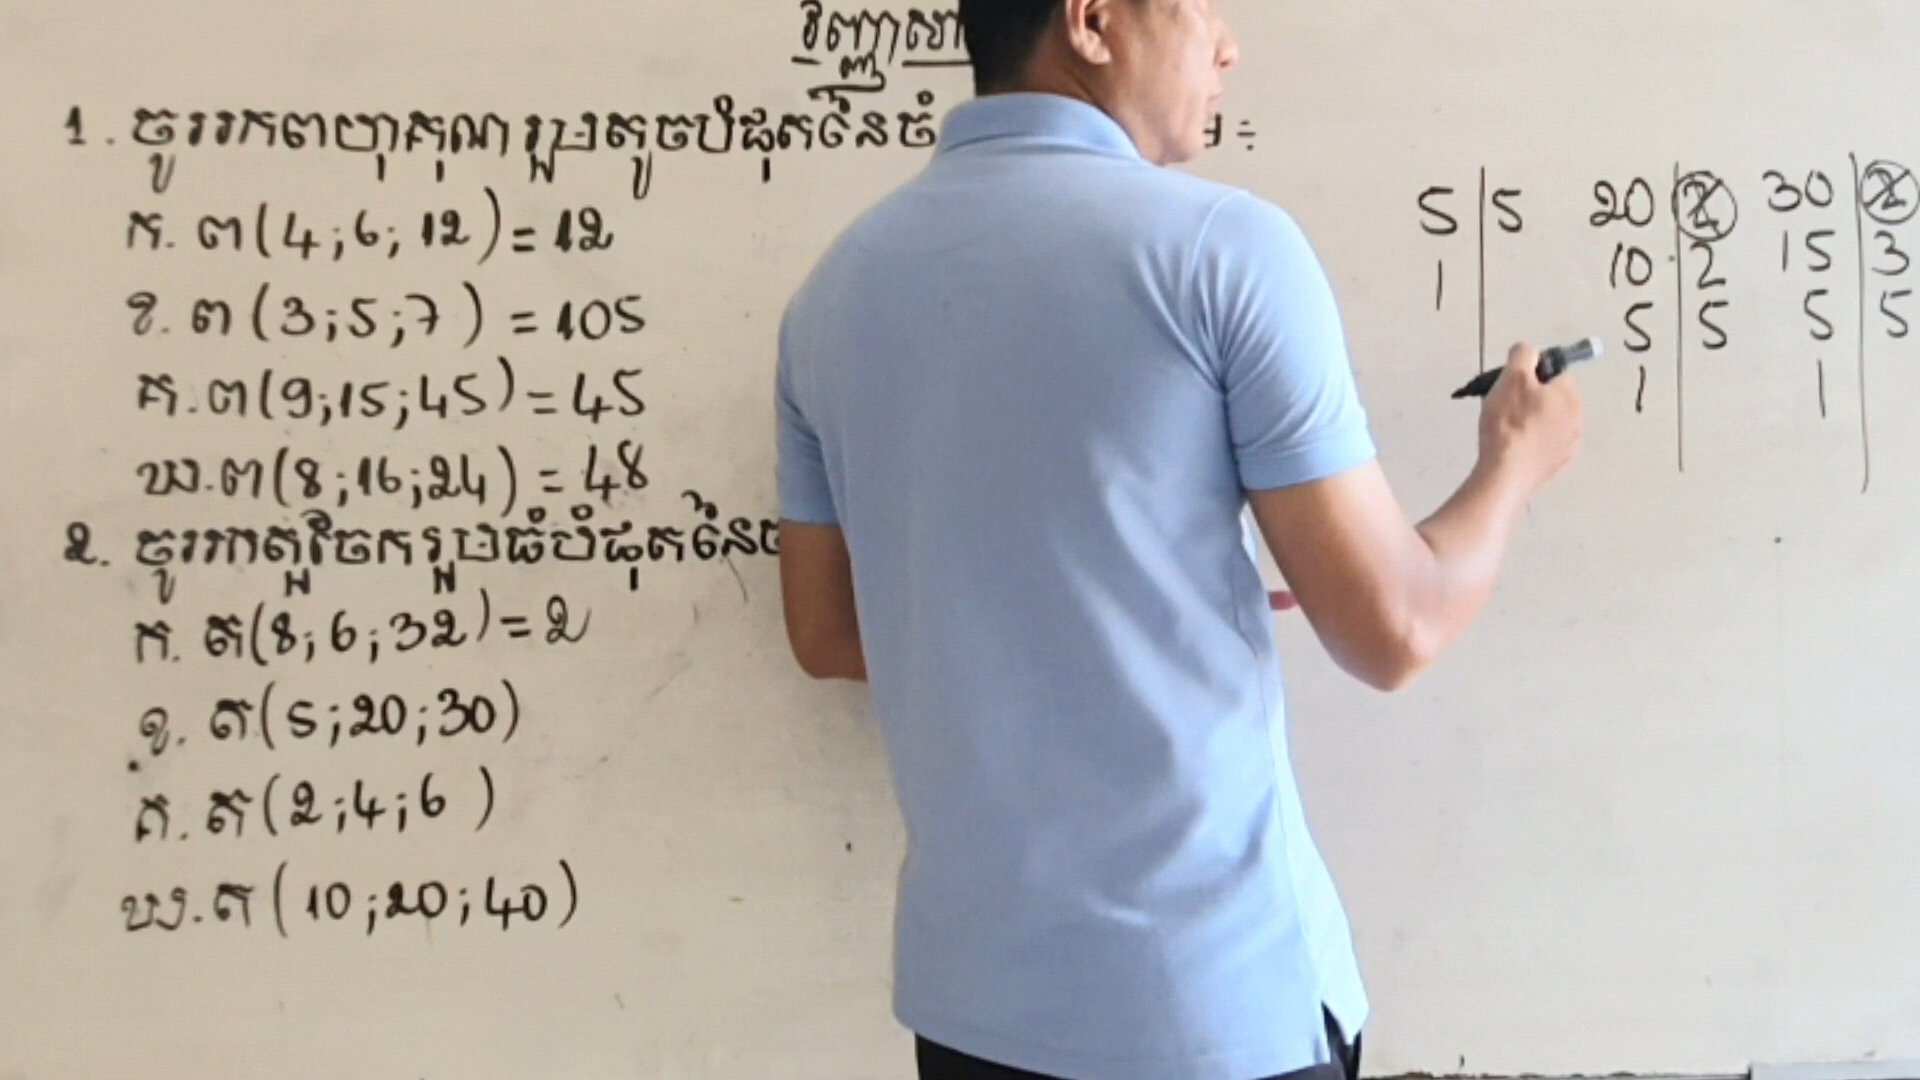 វិញ្ញាសា
1. ចូររកពហុគុណរួមតូចបំផុតនៃចំ ម ÷
ក. ព(4;6;12)=12
ខ. ព(3;5;7)=105
គ. ព(9;15;45)=45
ឃ. ព(8;16;24)=48
2. ចូររកតួចែករួមធំបំផុតនៃច
ក. ត(8;6;32)=2
ខ. ត(5;20;30)
គ. ត(2;4;6)
ឃ. ត(10;20;40)
5 | 5 20 | 2 30 | 2
1 | 10 | 2 15 | 3
5 | 5 5 | 5
1 | 1 |